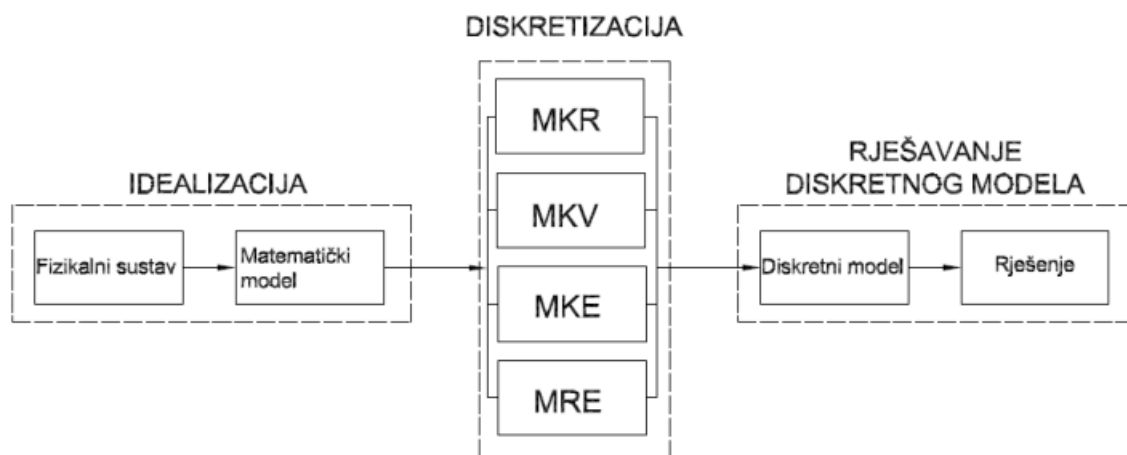 IDEALIZACIJA
Fizikalni sustav
Matematički
model
DISKRETIZACIJA
MKR
MKV
MKE
MRE
RJEŠAVANJE
DISKRETNOG MODELA
Diskretni model
Rješenje